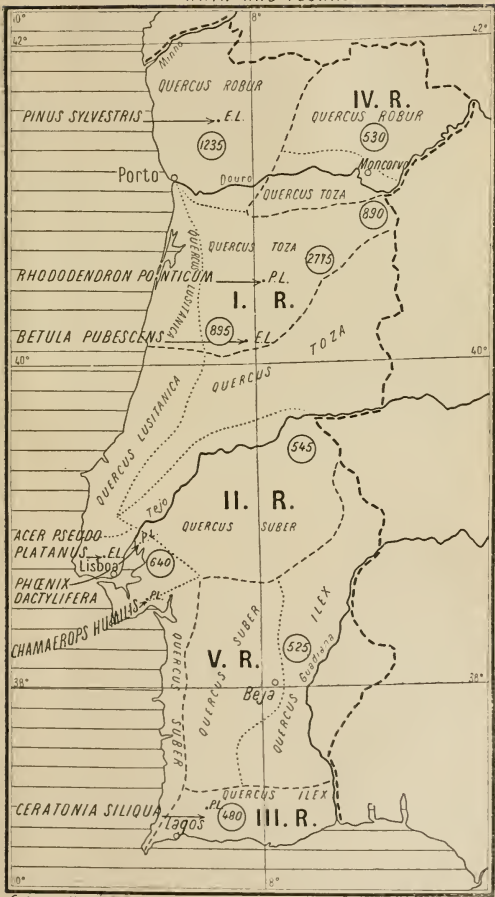 10°
8°
42°
42°
Minho
QUERCUS ROBUR
IV. R.
PINUS SYLVESTRIS
E.L.
QUERCUS ROBUR
1235
530
Moncorvo
Porto
Douro
QUERCUS TOZA
890
QUERCUS LUSITANICA
QUERCUS TOZA
2715
RHODODENDRON PONTICUM
P.L.
I. R.
895
BETULA PUBESCENS
E.L.
TOZA
40°
40°
QUERCUS
QUERCUS LUSITANICA
545
II. R.
Tejo
QUERCUS SUBER
ACER PSEUDO
P.L.
PLATANUS
E.L.
Lisboa
640
PHŒNIX
DACTYLIFERA
CHAMAEROPS HUMILIS
P.L.
ILEX
QUERCUS SUBER
V. R.
525
Guadiana
QUERCUS SUBER
38°
38°
Beja
QUERCUS
QUERCUS ILEX
CERATONIA SILIQUA
P.L.
480
III. R.
Lagos
10°
8°